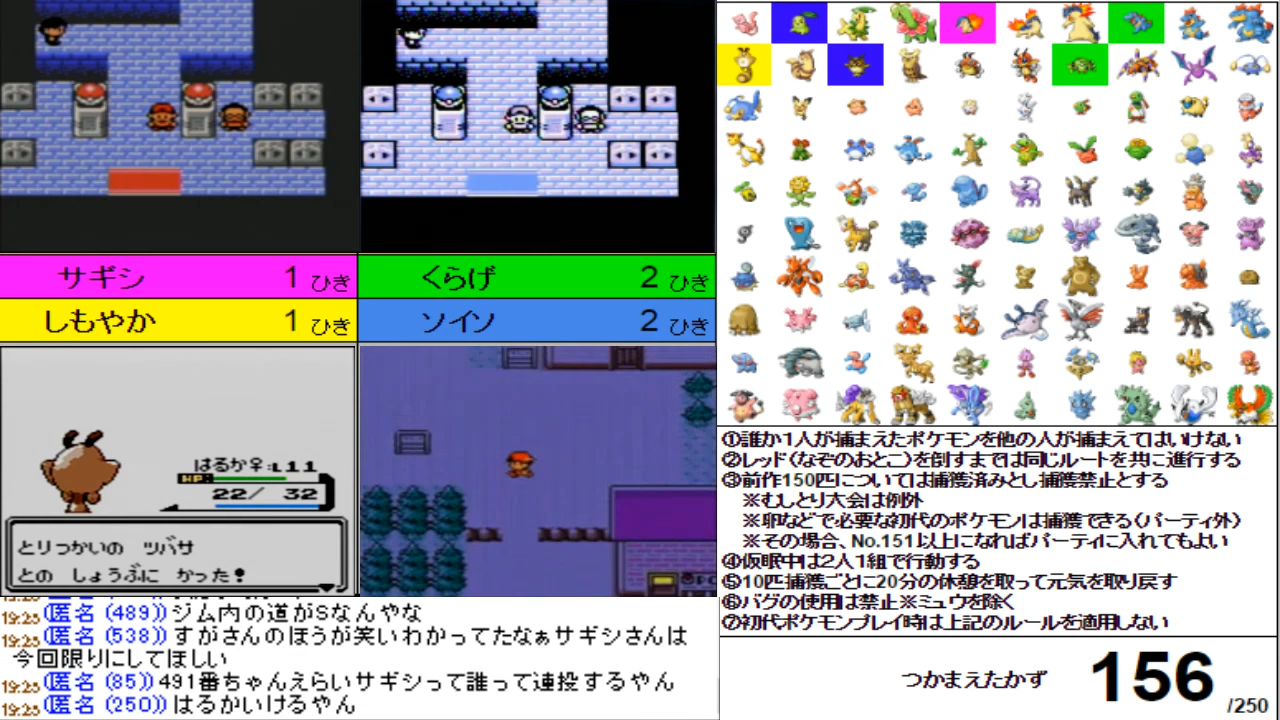 サギシ 1 ひき
くらげ 2 ひき
しもやか 1 ひき
ソイソ 2 ひき
はるか♀:L11
HP
22/ 32
とりつかいの ツバサ
との しょうぶに かった!
PC
19:25 (匿名 (489)) ジム内の道がSなんやな
19:25 (匿名 (538)) すがさんのほうが笑いわかってたなぁサギシさんは
今回限りにしてほしい
19:25 (匿名 (85)) 491番ちゃんえらいサギシって誰って連投するやん
19:25 (匿名 (250)) はるかいけるやん
①誰か1人が捕まえたポケモンを他の人が捕まえてはいけない
②レッド(なぞのおとこ)を倒すまでは同じルートを共に進行する
③前作150匹については捕獲済みとし捕獲禁止とする
※むしとり大会は例外
※卵などで必要な初代のポケモンは捕獲できる(パーティ外)
※その場合、No.151以上になればパーティに入れてもよい
④仮眠中は2人1組で行動する
⑤10匹捕獲ごとに20分の休憩を取って元気を取り戻す
⑥バグの使用は禁止※ミュウを除く
⑦初代ポケモンプレイ時は上記のルールを適用しない
つかまえたかず 156 /250